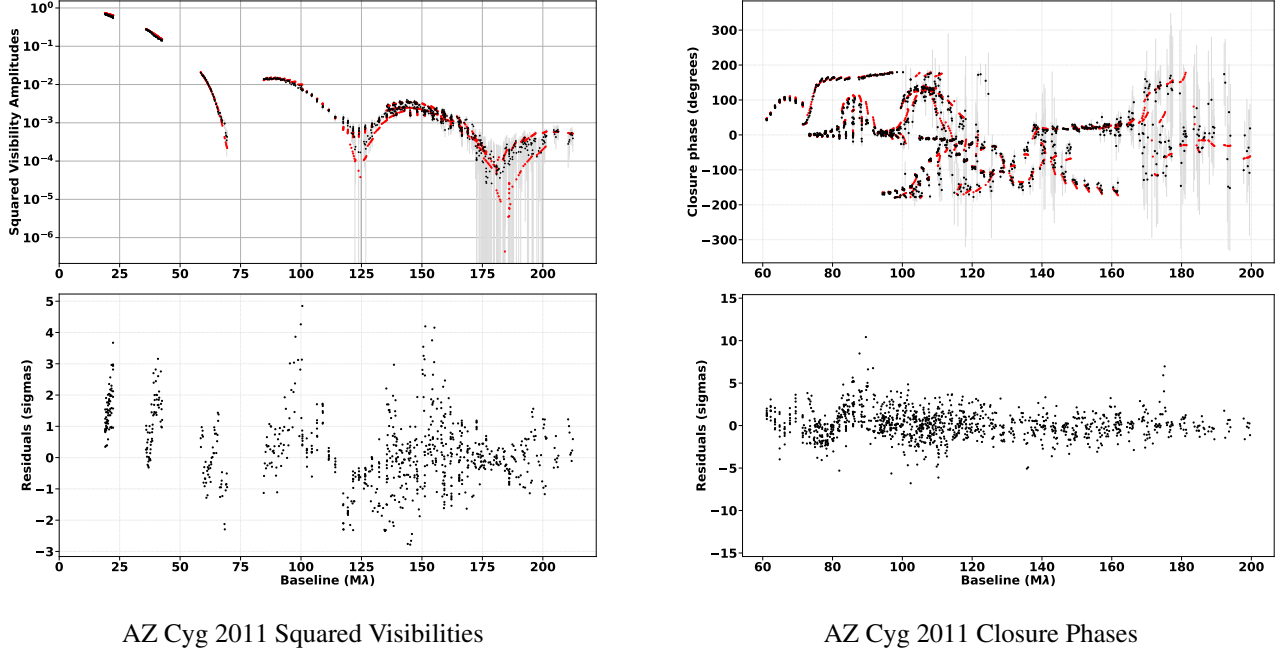 10⁰
10⁻¹
10⁻²
10⁻³
10⁻⁴
10⁻⁵
10⁻⁶
Squared Visibility Amplitudes
0 25 50 75 100 125 150 175 200
5
4
3
2
1
0
−1
−2
−3
Residuals (sigmas)
0 25 50 75 100 125 150 175 200
Baseline (Mλ)
AZ Cyg 2011 Squared Visibilities
300
200
100
0
−100
−200
−300
Closure phase (degrees)
60 80 100 120 140 160 180 200
15
10
5
0
−5
−10
−15
Residuals (sigmas)
60 80 100 120 140 160 180 200
Baseline (Mλ)
AZ Cyg 2011 Closure Phases